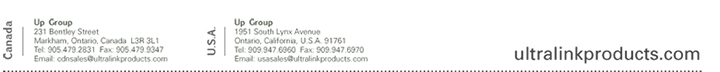 Canada
Up Group
231 Bentley Street
Markham, Ontario, Canada L3R 3L1
Tel: 905.479.2831 Fax: 905.479.9347
Email: cdnsales@ultralinkproducts.com
U.S.A.
Up Group
1951 South Lynx Avenue
Ontario, California, U.S.A. 91761
Tel: 909.947.6960 Fax: 909.947.6970
Email: usasales@ultralinkproducts.com
ultralinkproducts.com